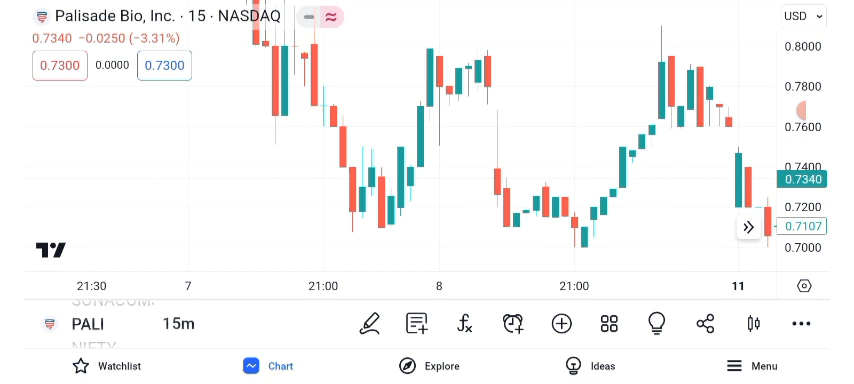 Palisade Bio, Inc. · 15 · NASDAQ
USD
0.7340 −0.0250 (−3.31%)
0.7300 0.0000 0.7300
0.8000
0.7800
0.7600
0.7400
0.7340
0.7200
0.7107
0.7000
21:30 7 21:00 8 21:00 11
PALI 15m
NIFTY
Watchlist Chart Explore Ideas Menu